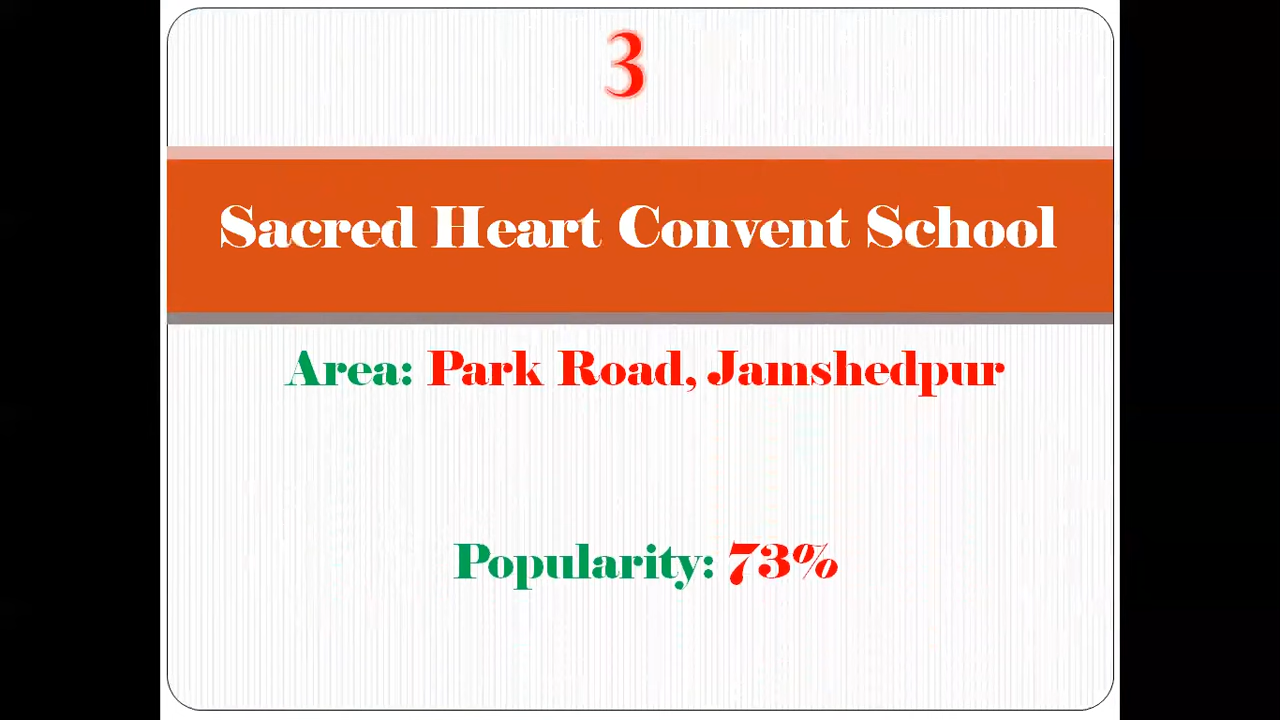 3
Sacred Heart Convent School
Area: Park Road, Jamshedpur
Popularity: 73%